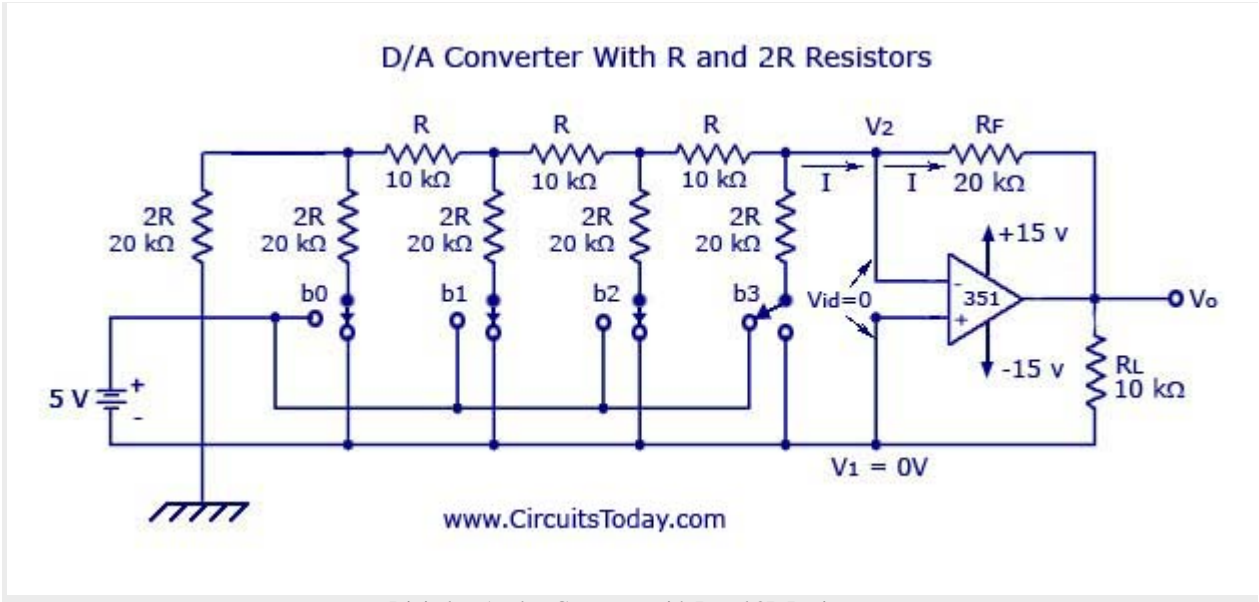 D/A Converter With R and 2R Resistors
R R R V2 RF
10 kΩ 10 kΩ 10 kΩ I I 20 kΩ
2R 2R 2R 2R 2R
20 kΩ 20 kΩ 20 kΩ 20 kΩ 20 kΩ
+15 v
b0 b1 b2 b3 Vid=0 - 351 Vo
+
5 V + -15 v RL
- 10 kΩ
V1 = 0V
www.CircuitsToday.com